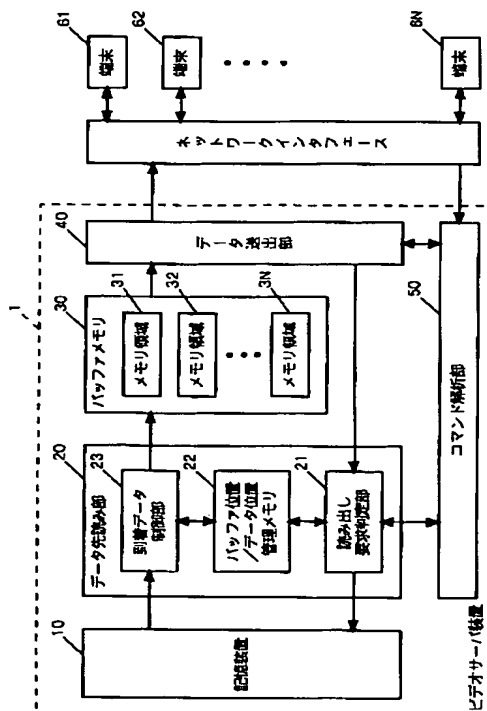 1
10
記憶装置
20
データ先読み部
23
到着データ
制御部
22
バッファ位置
/データ位置
管理メモリ
21
読み出し
要求判定部
30
バッファメモリ
31
メモリ領域
32
メモリ領域
3N
メモリ領域
40
データ送出部
50
コマンド解析部
ビデオサーバ装置
ネットワークインタフェース
61
端末
62
端末
6N
端末